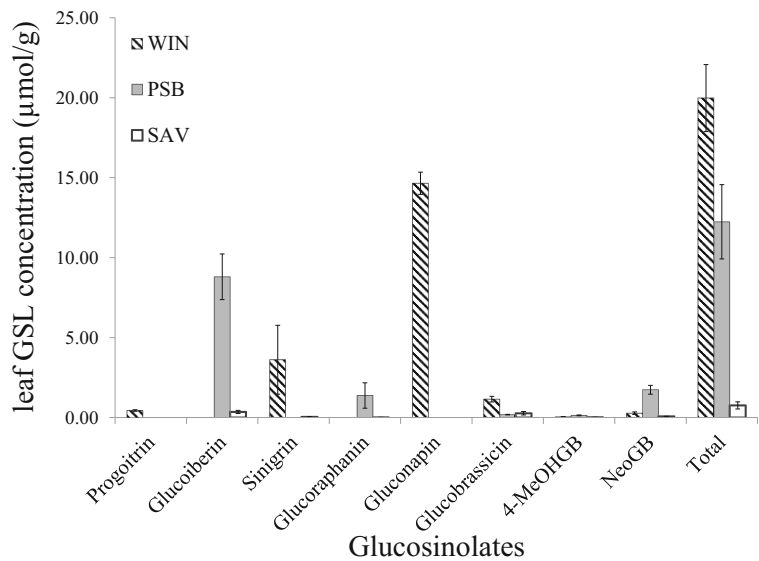 leaf GSL concentration (µmol/g)
25.00
20.00
15.00
10.00
5.00
0.00
WIN
PSB
SAV
Progoitrin
Glucoiberin
Sinigrin
Glucoraphanin
Gluconapin
Glucobrassicin
4-MeOHGB
NeoGB
Total
Glucosinolates